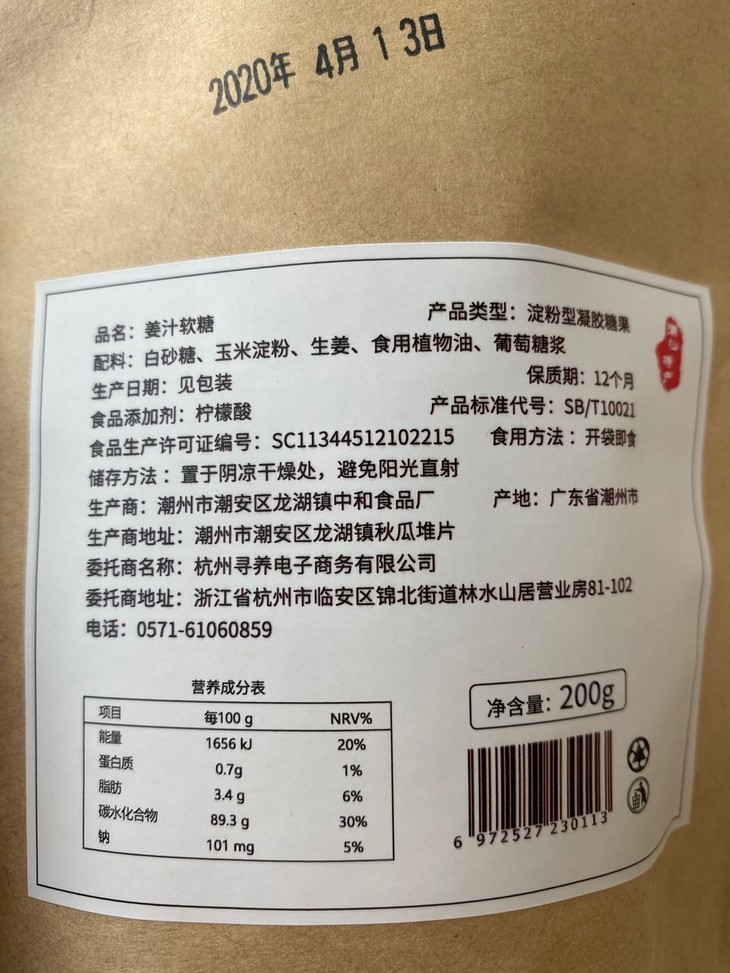 2020年 4月 13日
品名：姜汁软糖 产品类型：淀粉型凝胶糖果
配料：白砂糖、玉米淀粉、生姜、食用植物油、葡萄糖浆
生产日期：见包装 保质期：12个月
食品添加剂：柠檬酸 产品标准代号：SB/T10021
食品生产许可证编号：SC11344512102215 食用方法：开袋即食
储存方法：置于阴凉干燥处，避免阳光直射
生产商：潮州市潮安区龙湖镇中和食品厂 产地：广东省潮州市
生产商地址：潮州市潮安区龙湖镇秋瓜堆片
委托商名称：杭州寻养电子商务有限公司
委托商地址：浙江省杭州市临安区锦北街道林水山居营业房81-102
电话：0571-61060859
营养成分表
项目 每100 g NRV%
能量 1656 kJ 20%
蛋白质 0.7g 1%
脂肪 3.4 g 6%
碳水化合物 89.3 g 30%
钠 101 mg 5%
净含量：200g
6 972527 230113